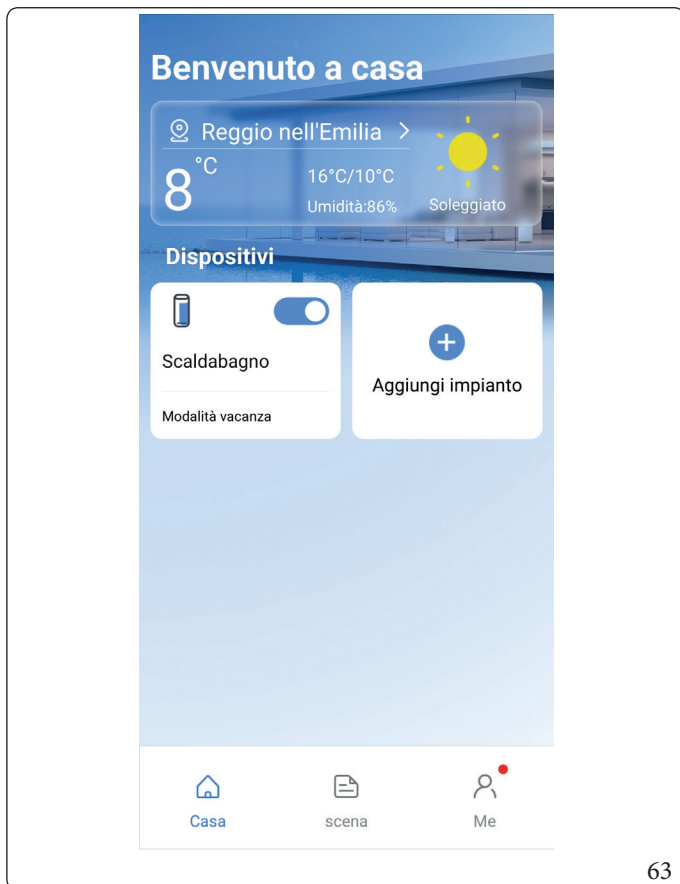 Benvenuto a casa
Reggio nell'Emilia >
8 °C
16°C/10°C
Umidità:86%
Soleggiato
Dispositivi
Scaldabagno
Modalità vacanza
Aggiungi impianto
Casa
scena
Me
63